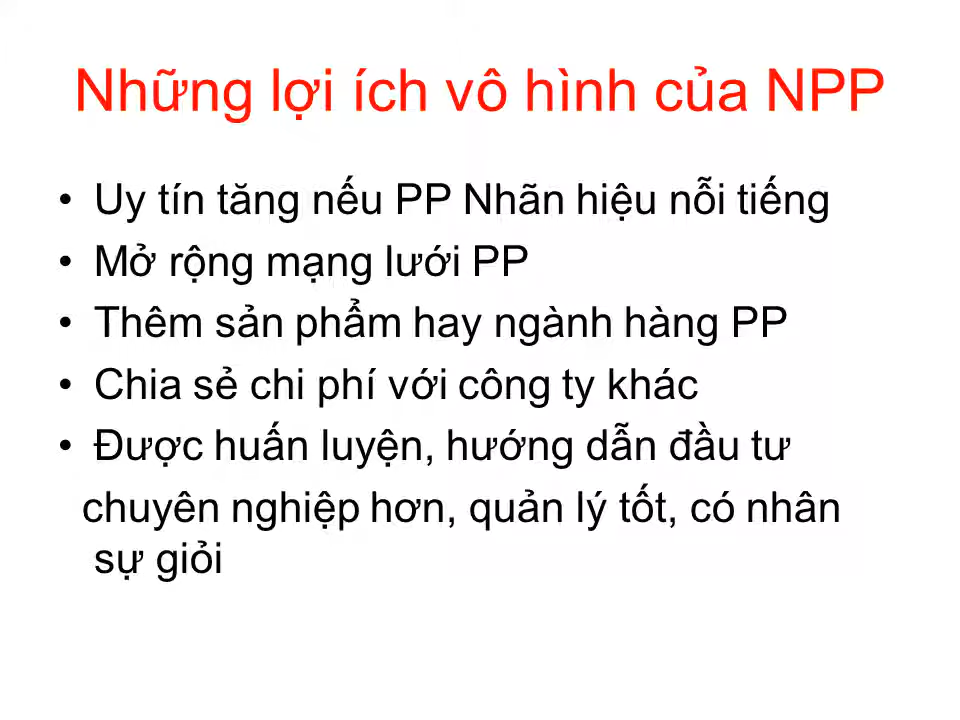 Những lợi ích vô hình của NPP
• Uy tín tăng nếu PP Nhãn hiệu nỗi tiếng
• Mở rộng mạng lưới PP
• Thêm sản phẩm hay ngành hàng PP
• Chia sẻ chi phí với công ty khác
• Được huấn luyện, hướng dẫn đầu tư
chuyên nghiệp hơn, quản lý tốt, có nhân
sự giỏi